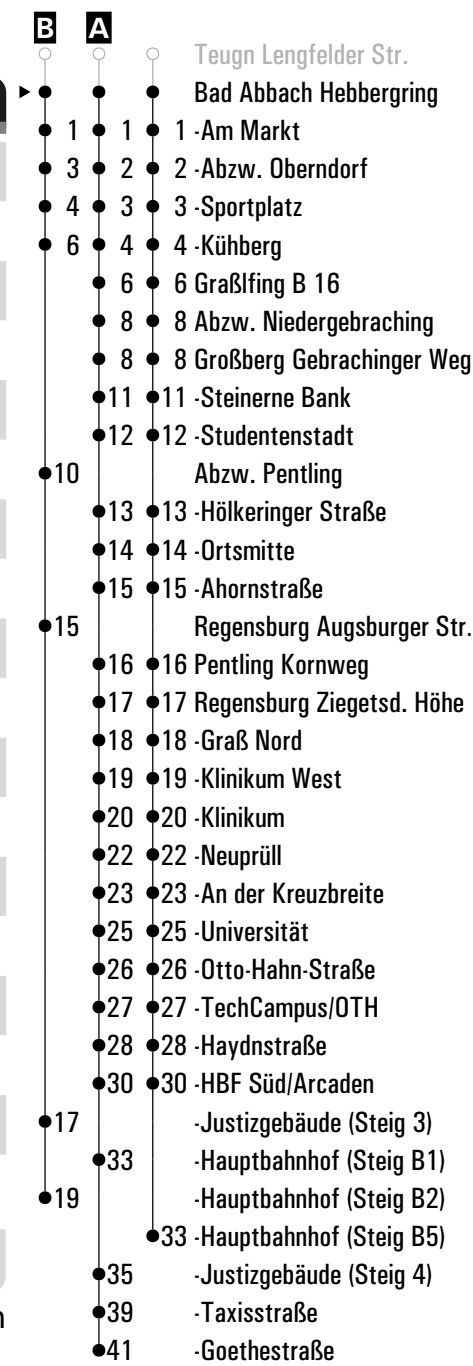 B A
Teugn Lengfelder Str.
Bad Abbach Hebbergring
1 1 1 -Am Markt
3 2 2 -Abzw. Oberndorf
4 3 3 -Sportplatz
6 4 4 -Kühberg
6 6 Graßlfing B 16
8 8 Abzw. Niedergebraching
8 8 Großberg Gebrachinger Weg
11 11 -Steinerne Bank
12 12 -Studentenstadt
10 Abzw. Pentling
13 13 -Hölkeringer Straße
14 14 -Ortsmitte
15 15 -Ahornstraße
15 Regensburg Augsburger Str.
16 16 Pentling Kornweg
17 17 Regensburg Ziegetsd. Höhe
18 18 -Graß Nord
19 19 -Klinikum West
20 20 -Klinikum
22 22 -Neuprüll
23 23 -An der Kreuzbreite
25 25 -Universität
26 26 -Otto-Hahn-Straße
27 27 -TechCampus/OTH
28 28 -Haydnstraße
30 30 -HBF Süd/Arcaden
17 -Justizgebäude (Steig 3)
33 -Hauptbahnhof (Steig B1)
19 -Hauptbahnhof (Steig B2)
33 -Hauptbahnhof (Steig B5)
35 -Justizgebäude (Steig 4)
39 -Taxisstraße
41 -Goethestraße